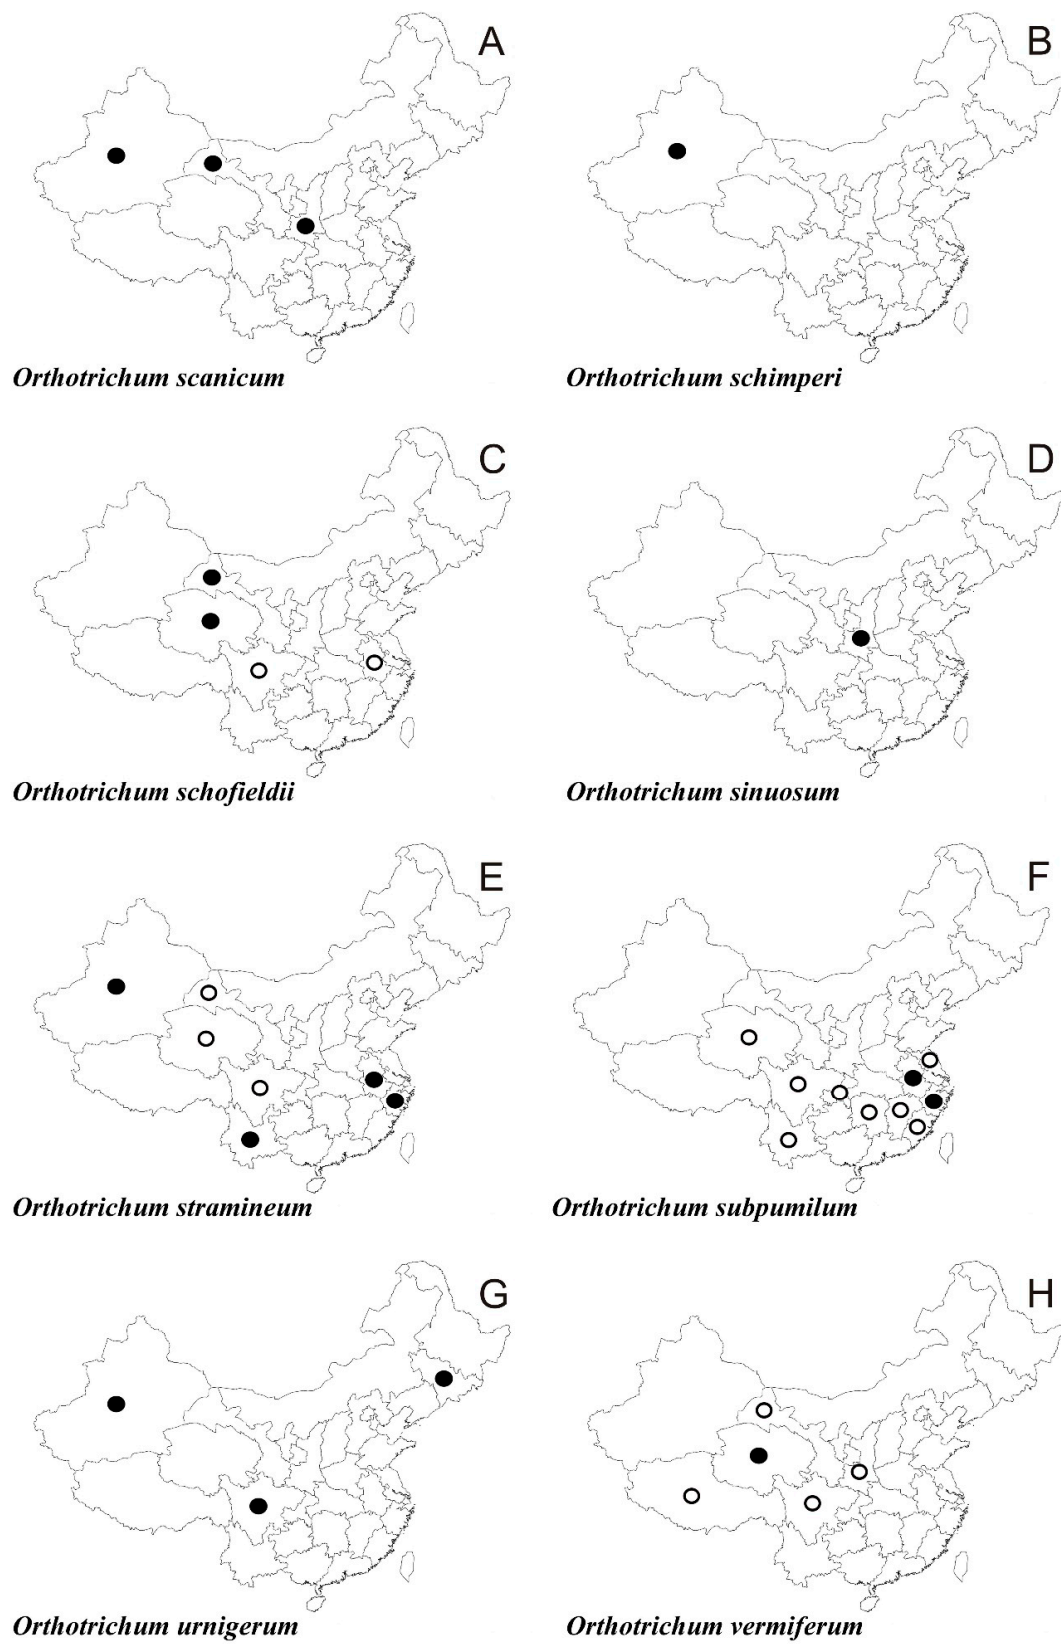 A
B
Orthotrichum scanicum
Orthotrichum schimperi
C
D
Orthotrichum schofieldii
Orthotrichum sinuosum
E
F
Orthotrichum stramineum
Orthotrichum subpumilum
G
H
Orthotrichum urnigerum
Orthotrichum vermiferum